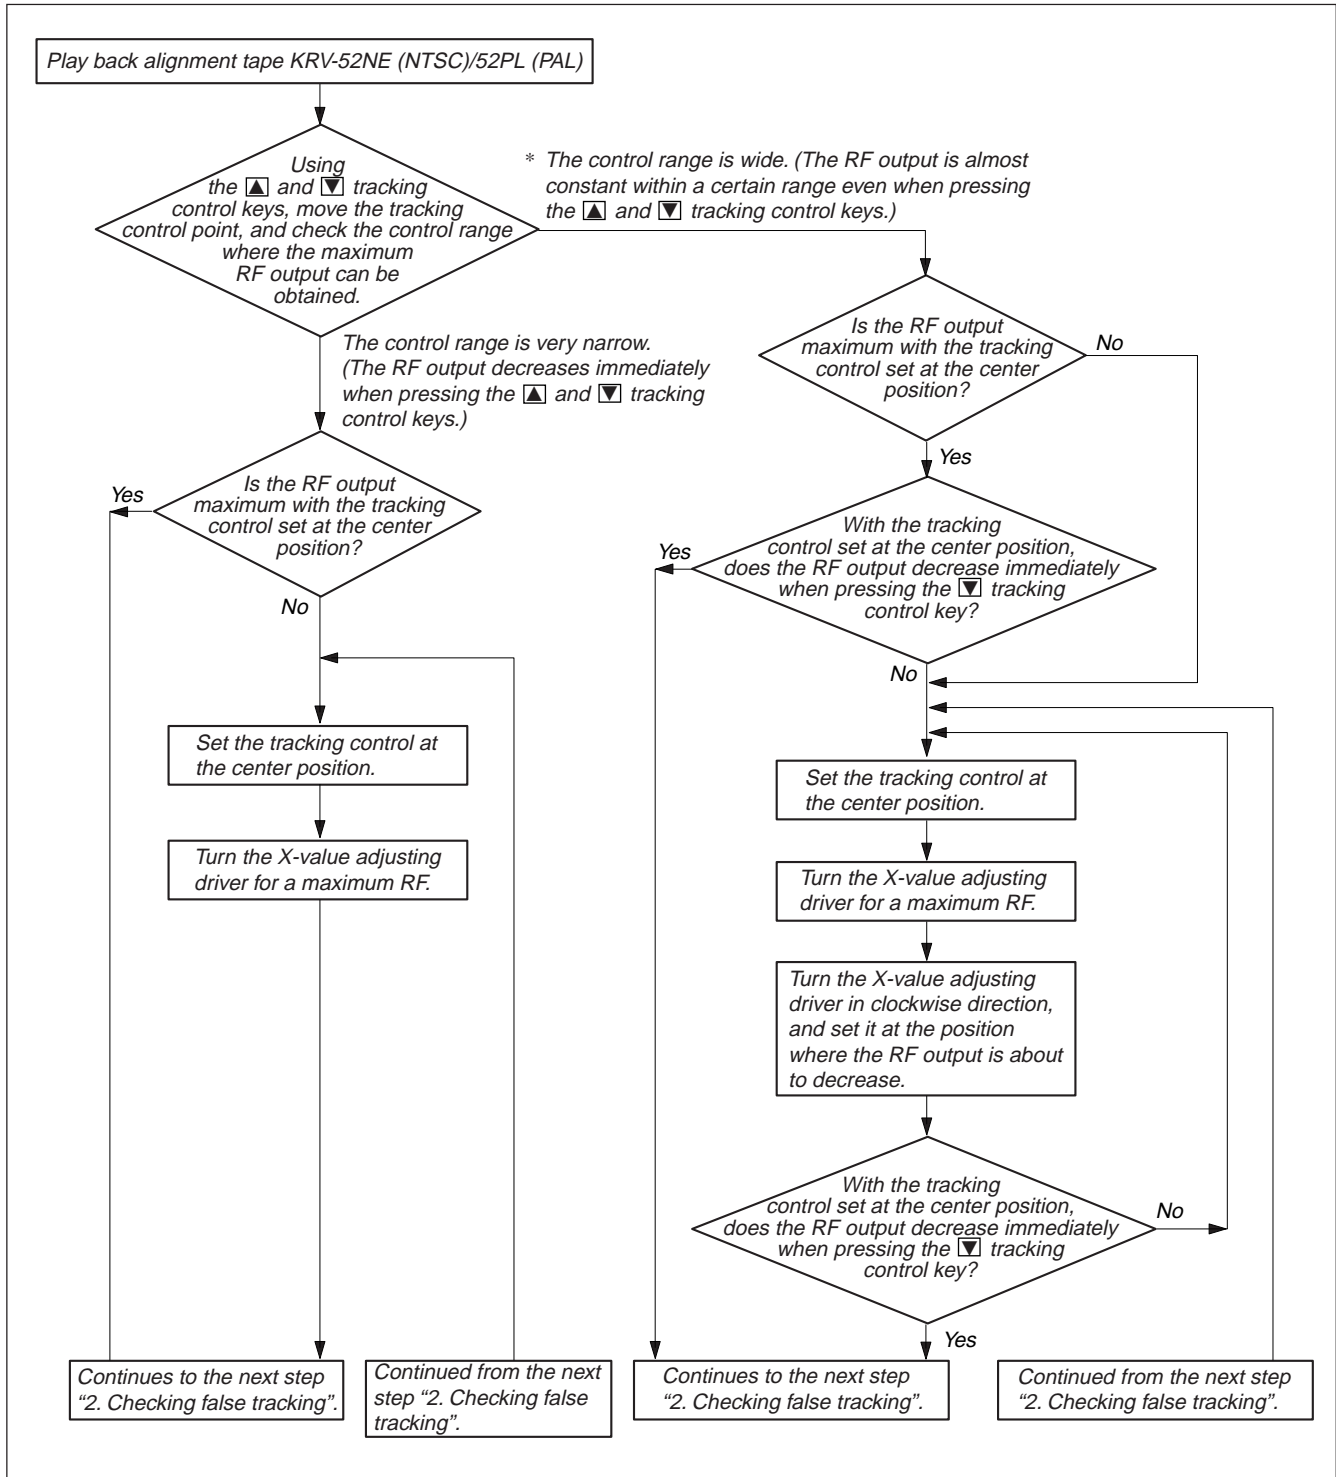 Play back alignment tape KRV-52NE (NTSC)/52PL (PAL)
Using
the ▲ and ▼ tracking
control keys, move the tracking
control point, and check the control range
where the maximum
RF output can be
obtained.
* The control range is wide. (The RF output is almost
constant within a certain range even when pressing
the ▲ and ▼ tracking control keys.)
The control range is very narrow.
(The RF output decreases immediately
when pressing the ▲ and ▼ tracking
control keys.)
Is the RF output
maximum with the tracking
control set at the center
position?
No
Yes
Is the RF output
maximum with the tracking
control set at the center
position?
Yes
No
With the tracking
control set at the center position,
does the RF output decrease immediately
when pressing the ▼ tracking
control key?
Yes
No
Set the tracking control at
the center position.
Turn the X-value adjusting
driver for a maximum RF.
Set the tracking control at
the center position.
Turn the X-value adjusting
driver for a maximum RF.
Turn the X-value adjusting
driver in clockwise direction,
and set it at the position
where the RF output is about
to decrease.
With the tracking
control set at the center position,
does the RF output decrease immediately
when pressing the ▼ tracking
control key?
No
Yes
Continues to the next step
“2. Checking false tracking”.
Continued from the next
step “2. Checking false
tracking”.
Continues to the next step
“2. Checking false tracking”.
Continued from the next step
“2. Checking false tracking”.